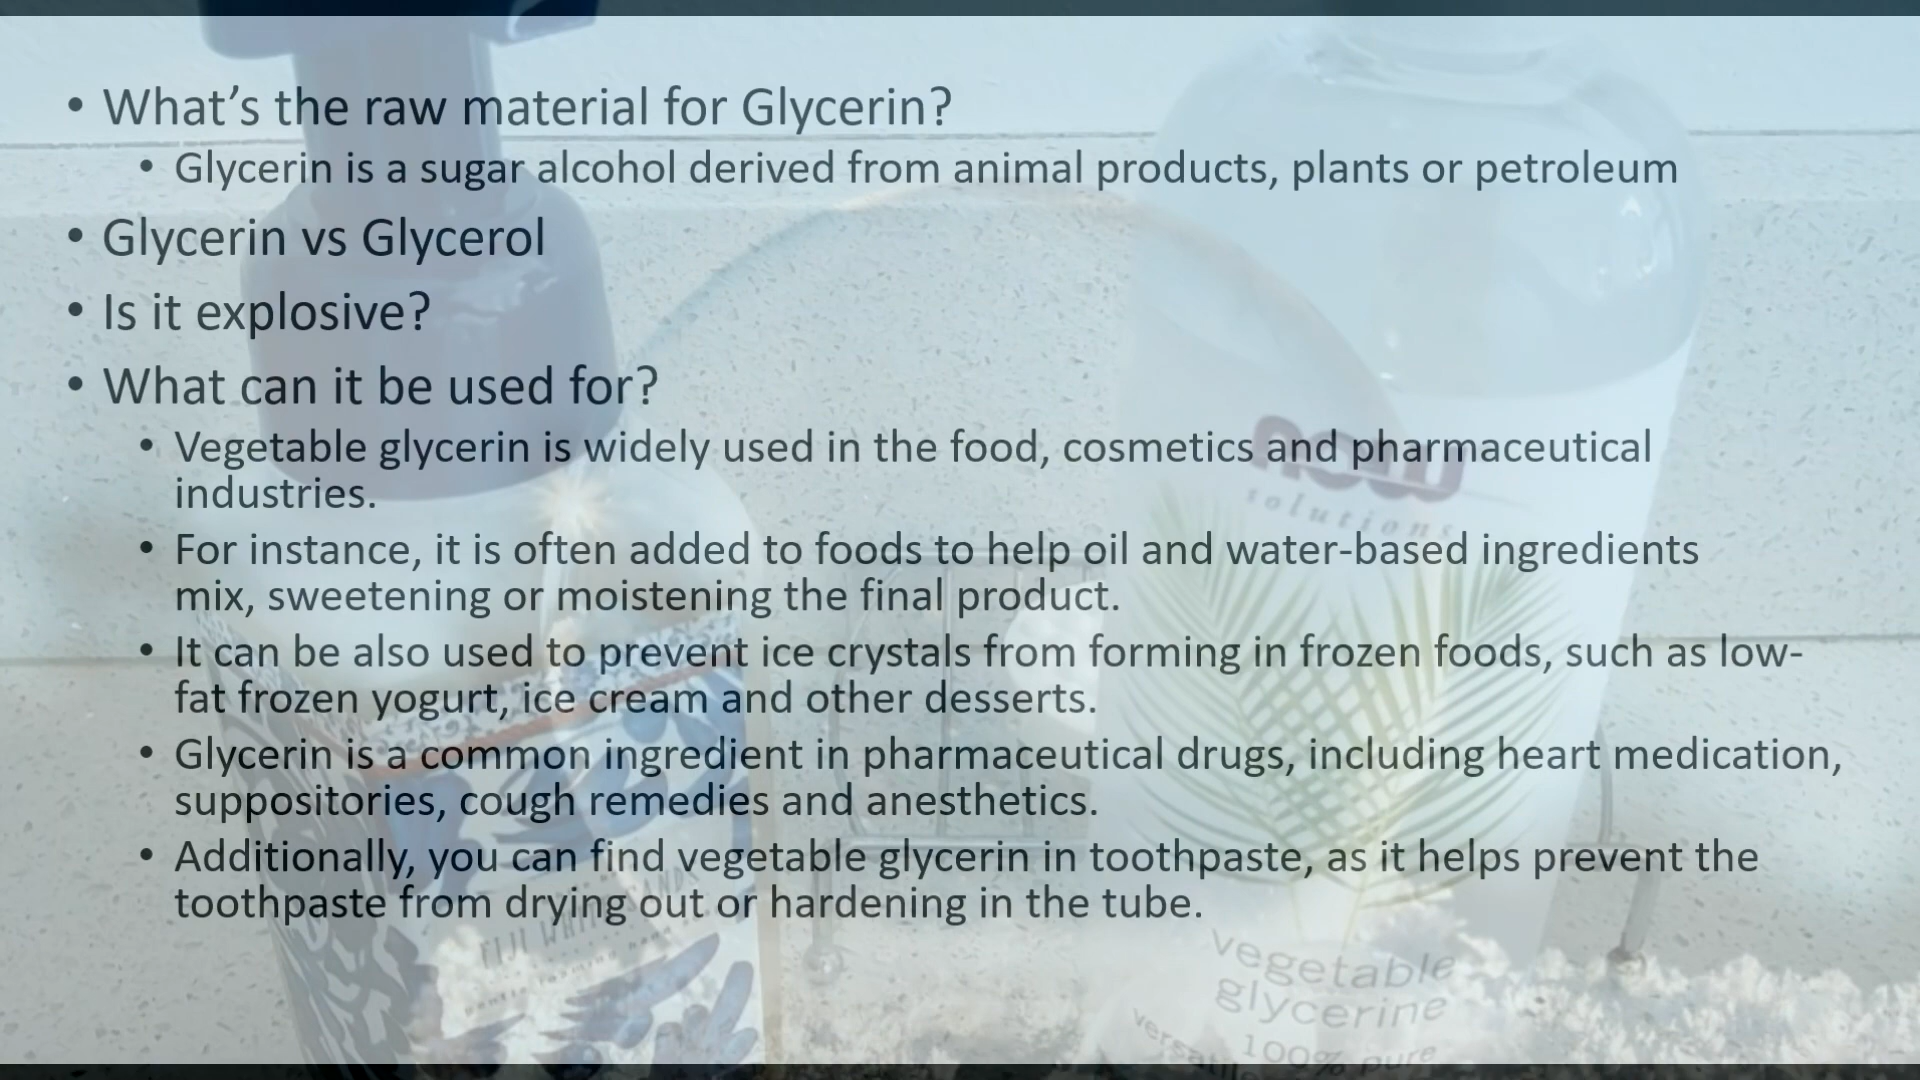 • What’s the raw material for Glycerin?
• Glycerin is a sugar alcohol derived from animal products, plants or petroleum
• Glycerin vs Glycerol
• Is it explosive?
• What can it be used for?
• Vegetable glycerin is widely used in the food, cosmetics and pharmaceutical
industries.
• For instance, it is often added to foods to help oil and water-based ingredients
mix, sweetening or moistening the final product.
• It can be also used to prevent ice crystals from forming in frozen foods, such as low-
fat frozen yogurt, ice cream and other desserts.
• Glycerin is a common ingredient in pharmaceutical drugs, including heart medication,
suppositories, cough remedies and anesthetics.
• Additionally, you can find vegetable glycerin in toothpaste, as it helps prevent the
toothpaste from drying out or hardening in the tube.
now
solutions
FIJI WHITE SANDS
vegetable
glycerine
100% pure